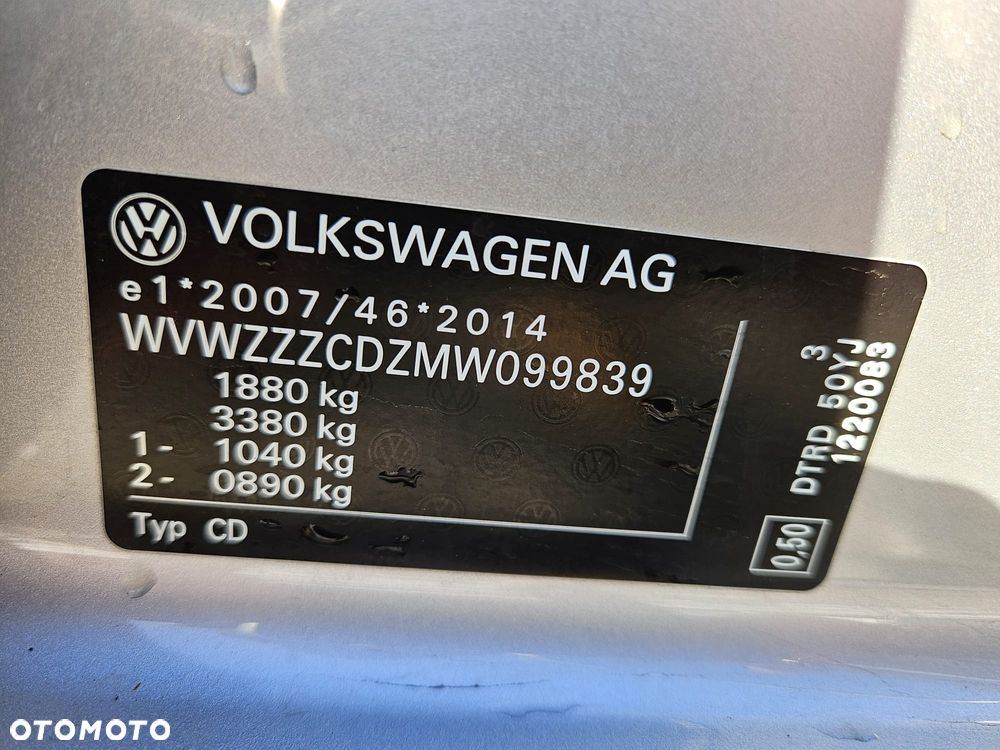 VOLKSWAGEN AG
e1*2007/46*2014
WVWZZZCDZMW099839
1880 kg
3380 kg
1- 1040 kg
2- 0890 kg
Typ CD
DTRD 50YJ 3
1220083
0,50
OTOMOTO